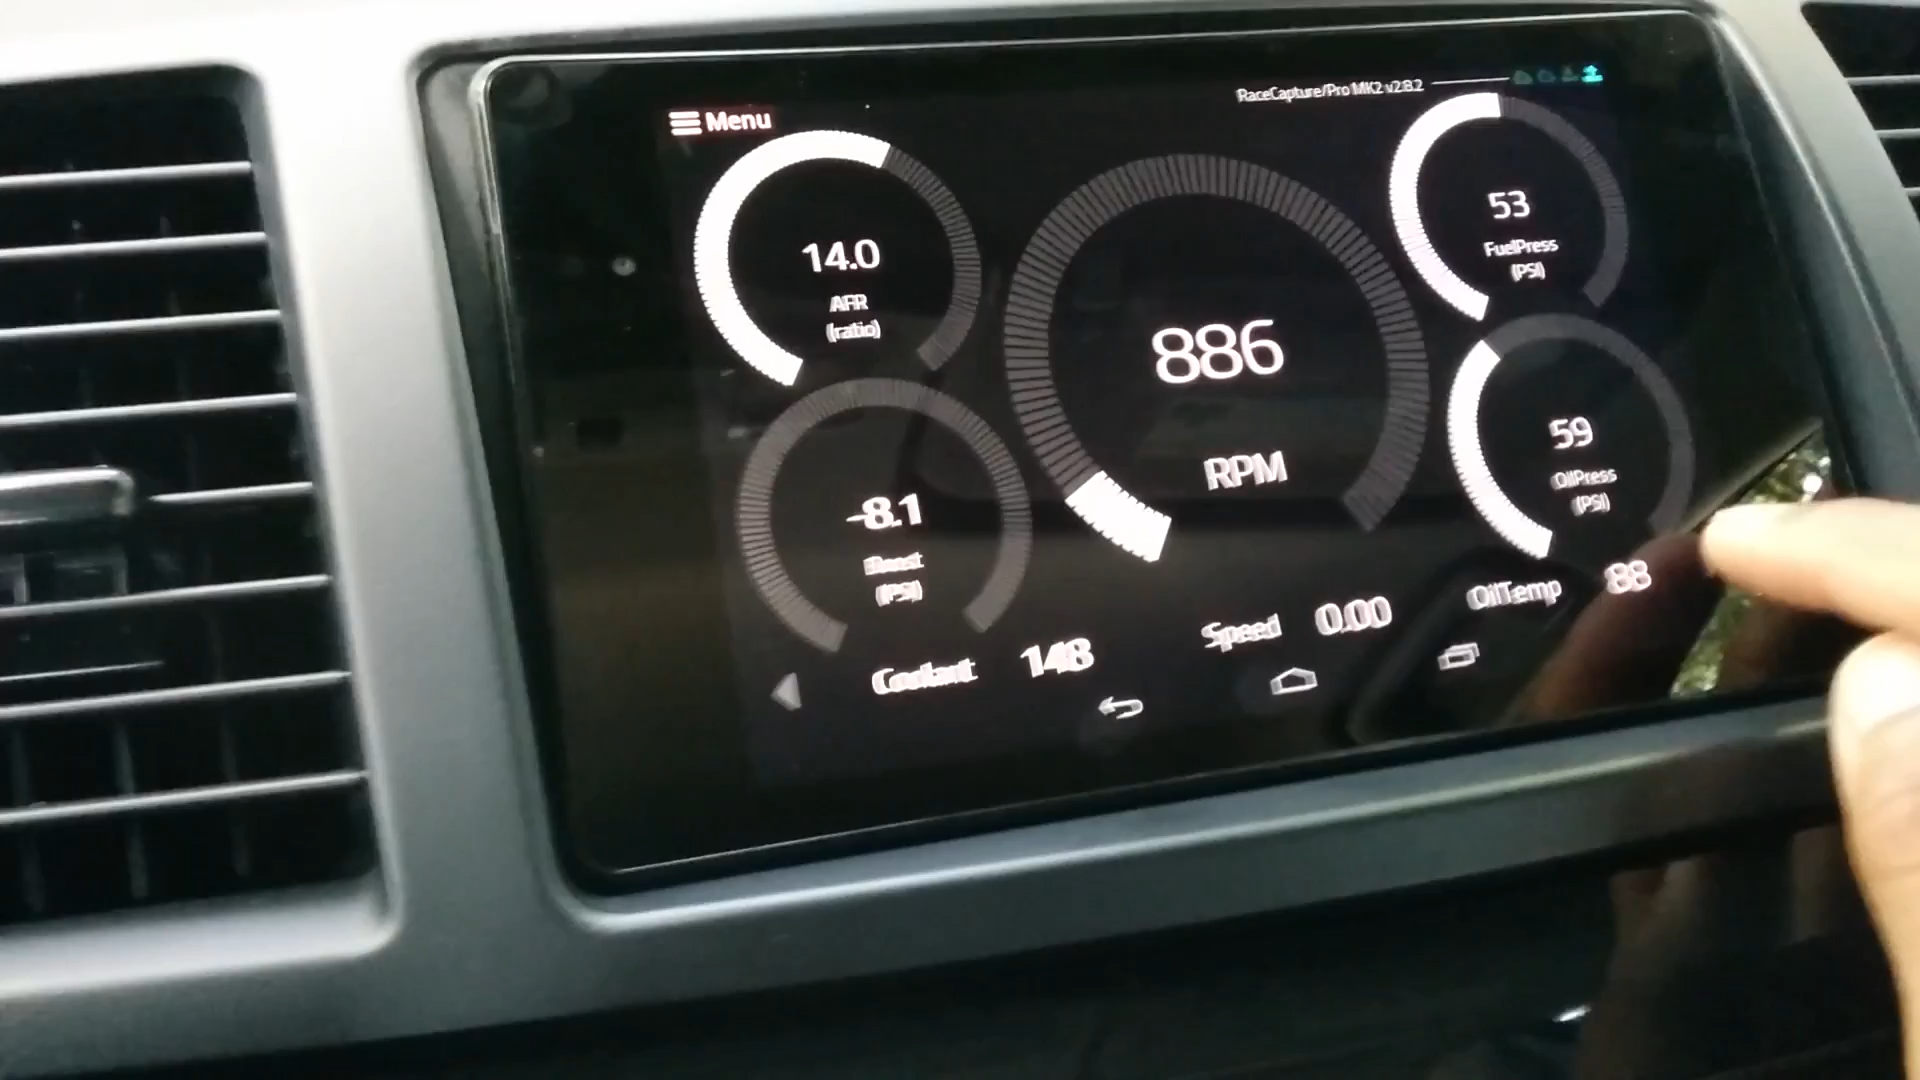 RaceCapture/Pro MK2 v2.8.2
Menu
14.0
AFR
(ratio)
886
RPM
53
FuelPress
(PSI)
59
OilPress
(PSI)
-8.1
Boost
(PSI)
Coolant 148
Speed 0.00
OilTemp 88